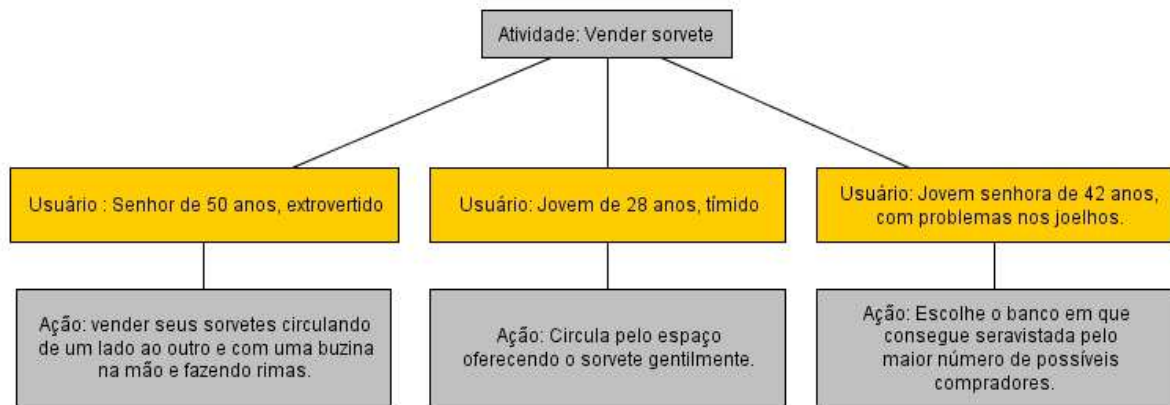 Atividade: Vender sorvete
Usuário : Senhor de 50 anos, extrovertido
Usuário: Jovem de 28 anos, tímido
Usuário: Jovem senhora de 42 anos,
com problemas nos joelhos.
Ação: vender seus sorvetes circulando
de um lado ao outro e com uma buzina
na mão e fazendo rimas.
Ação: Circula pelo espaço
oferecendo o sorvete gentilmente.
Ação: Escolhe o banco em que
consegue seravistada pelo
maior número de possíveis
compradores.